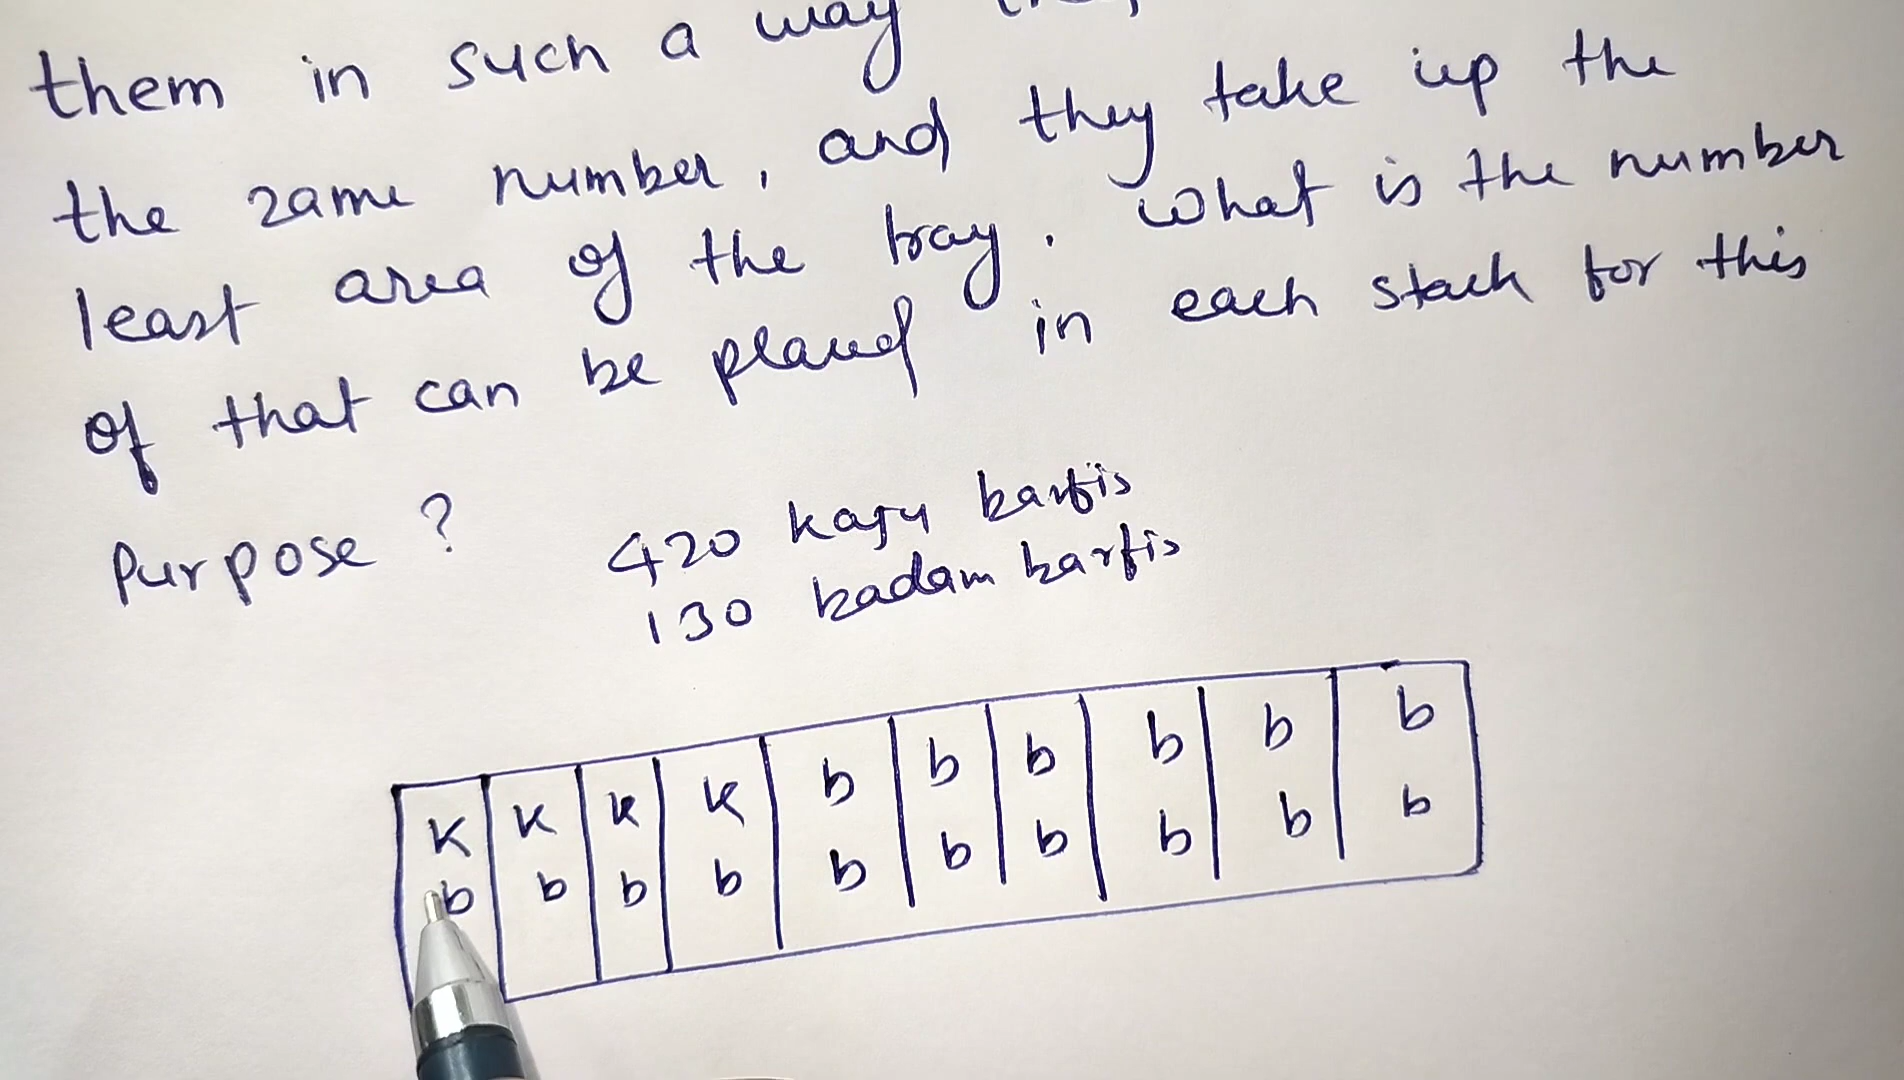 them in such a way
the same number, and they take up the
least area of the tray. What is the number
of that can be placed in each stack for this
Purpose ?
420 kaju barfis
130 badam barfis
K K K K b b b b b b
b b b b b b b b b b